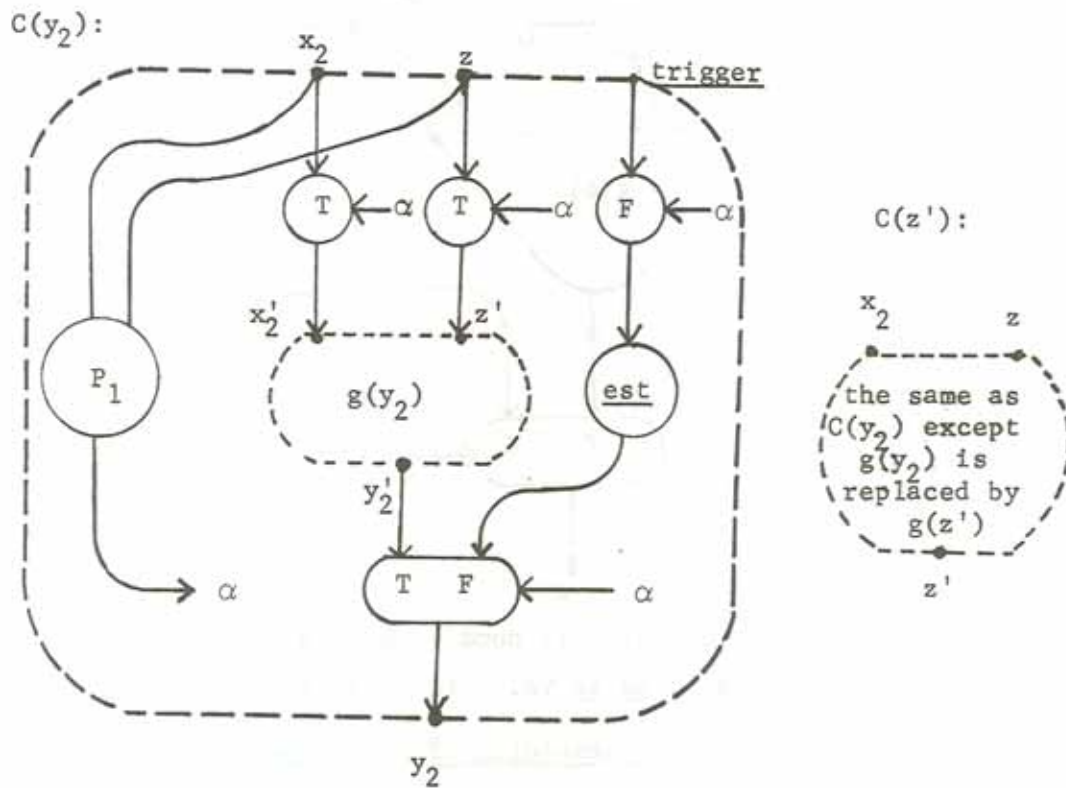 C(y₂):
x₂ z trigger
T α T α F α
C(z'):
x₂' z'
x₂ z
P₁ g(y₂) est
the same as
C(y₂) except
g(y₂) is
replaced by
g(z')
y₂'
z'
α T F α
y₂